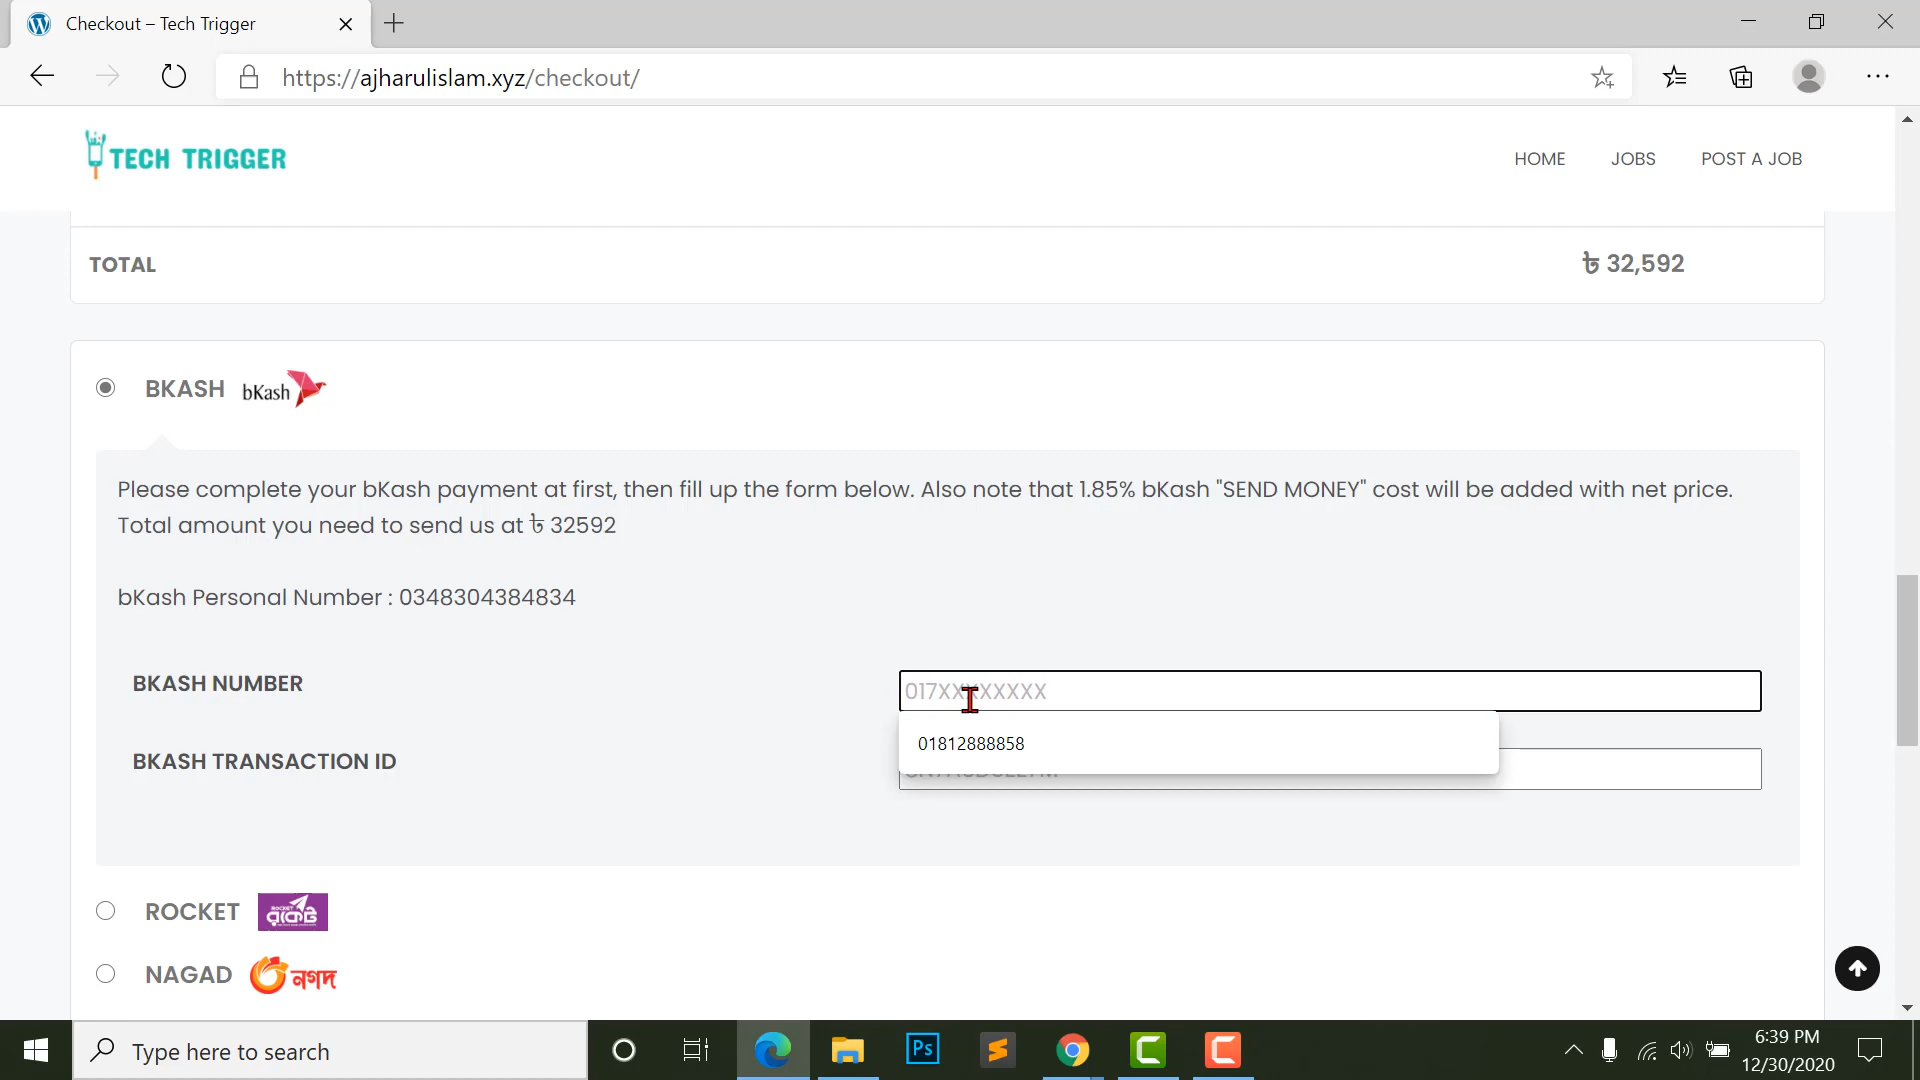 Checkout – Tech Trigger
https://ajharulislam.xyz/checkout/
TECH TRIGGER
HOME JOBS POST A JOB
TOTAL ৳ 32,592
BKASH bKash
Please complete your bKash payment at first, then fill up the form below. Also note that 1.85% bKash "SEND MONEY" cost will be added with net price.
Total amount you need to send us at ৳ 32592
bKash Personal Number : 0348304384834
BKASH NUMBER 017XXXXXXXX
01812888858
BKASH TRANSACTION ID
ROCKET ROCKET রকেট
NAGAD নগদ
Type here to search
Ps
6:39 PM
12/30/2020